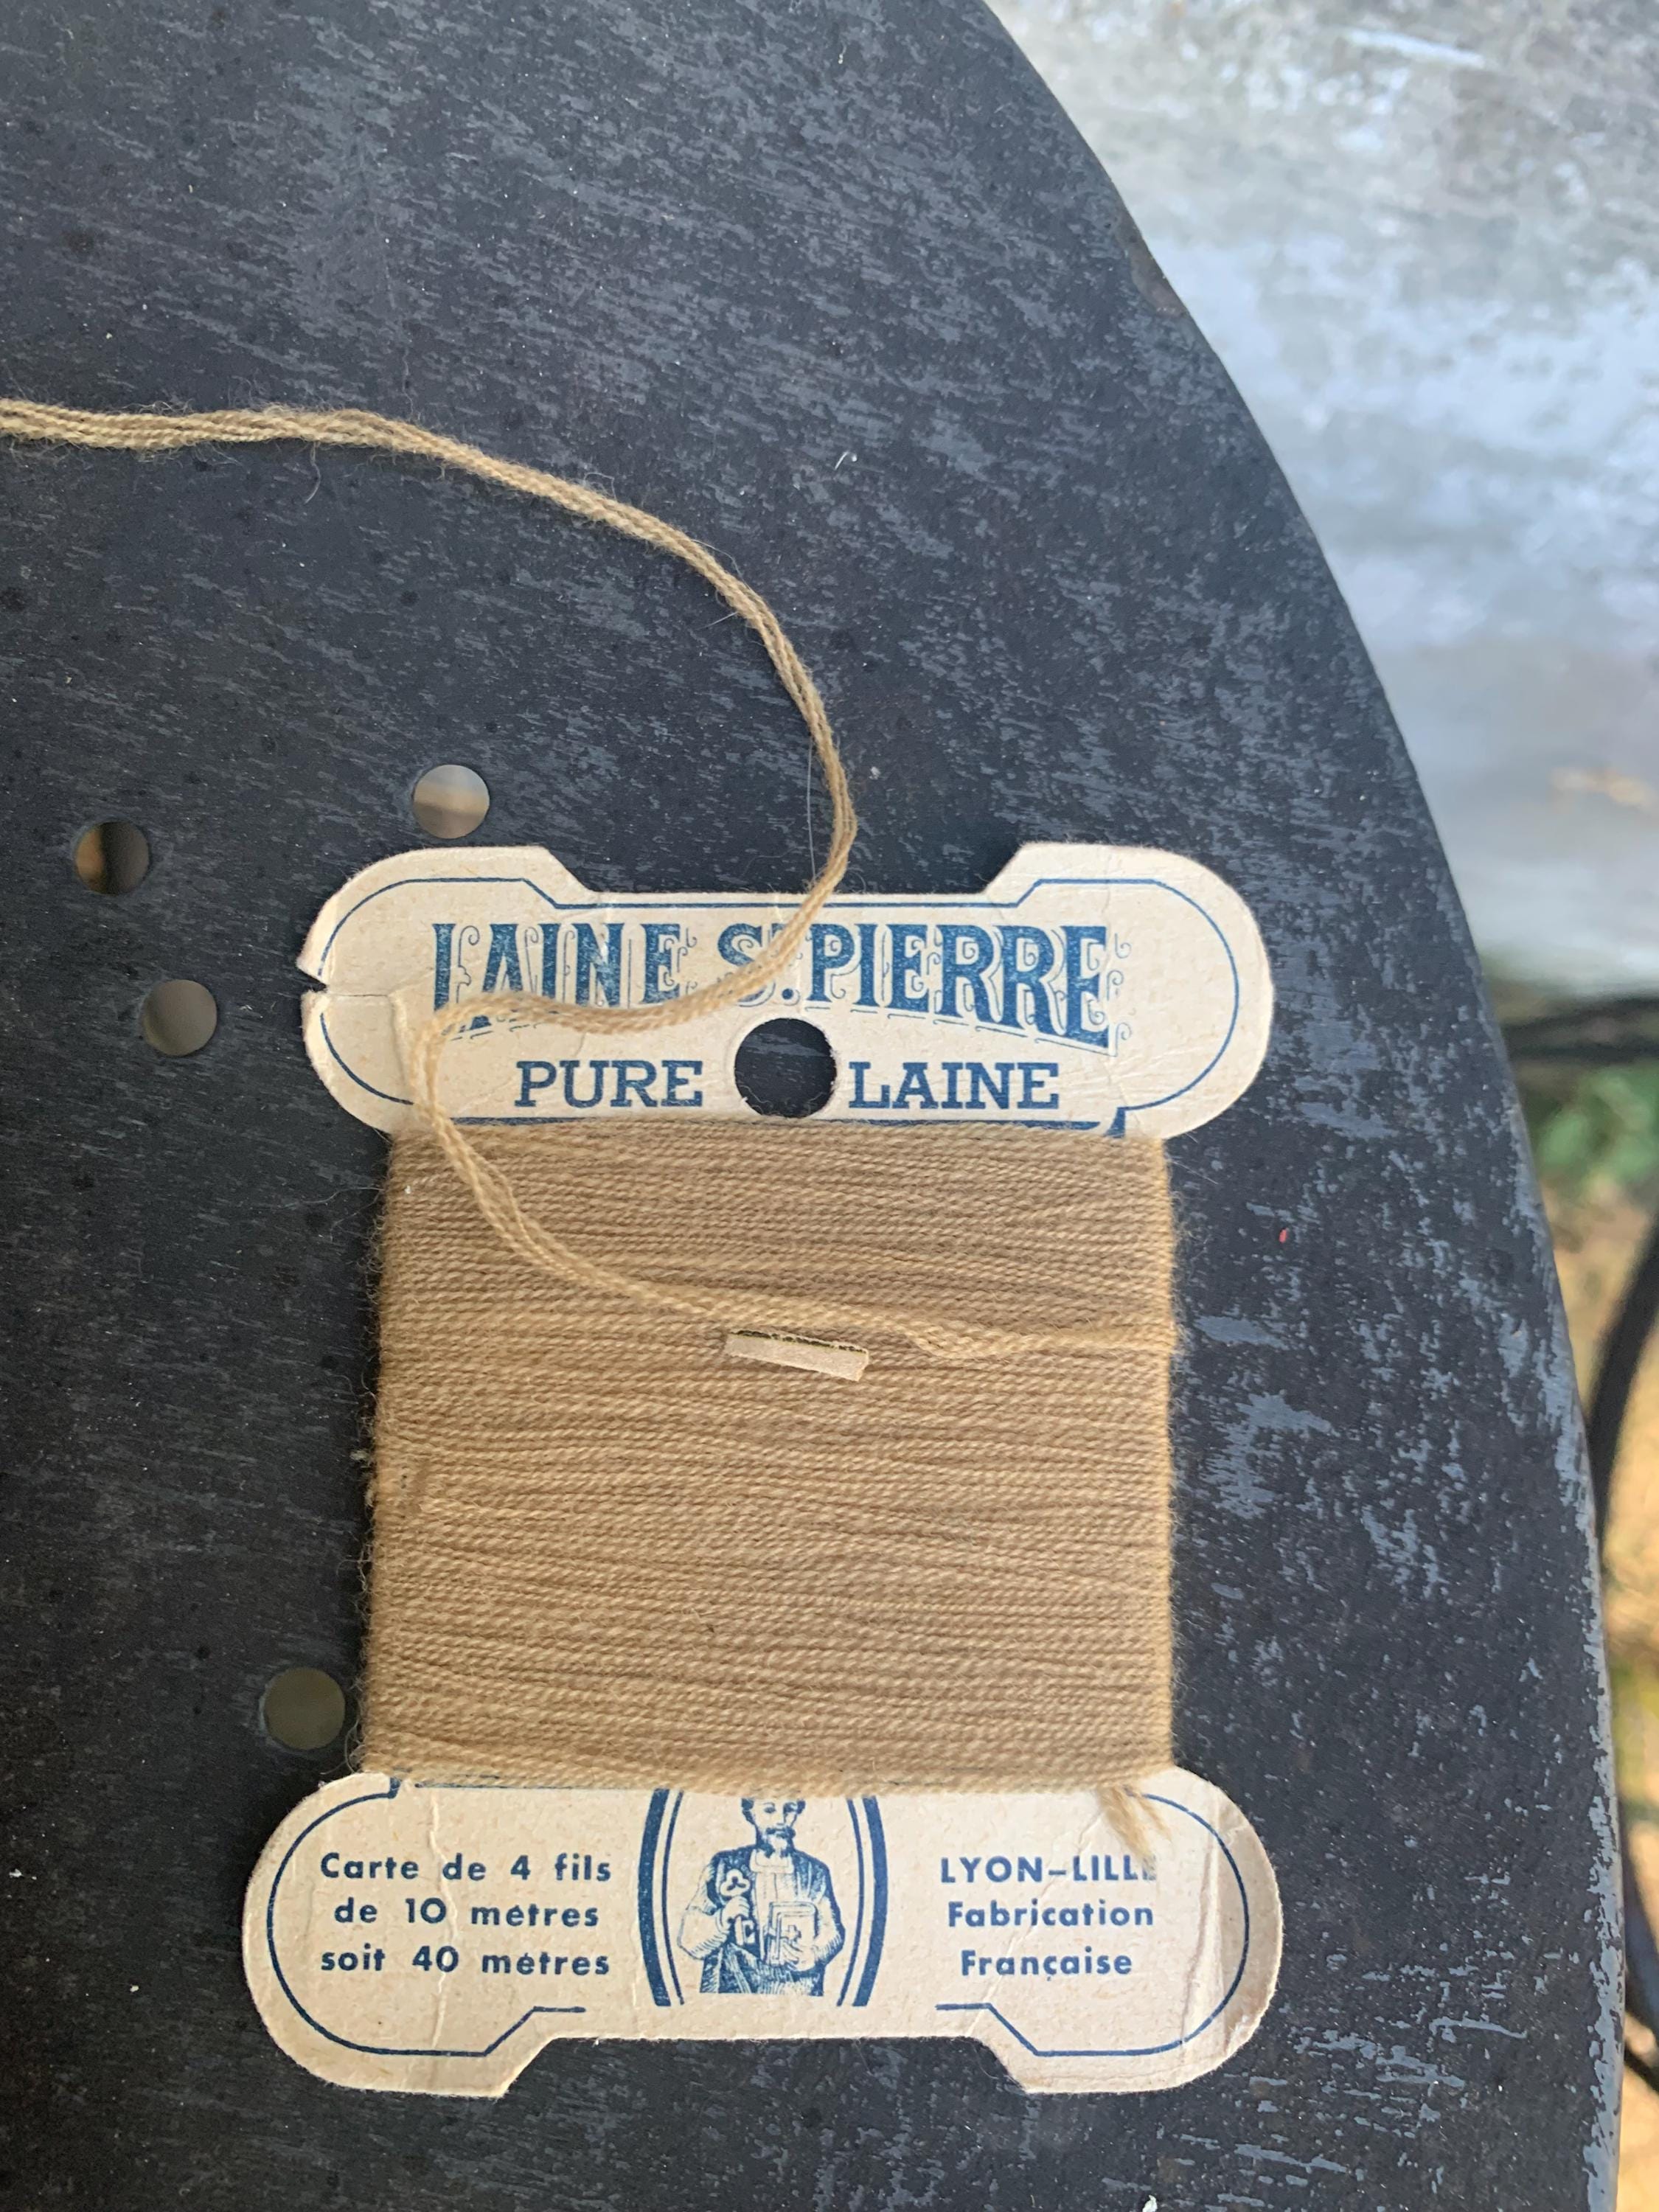 LAINE ST. PIERRE
PURE LAINE
Carte de 4 fils
de 10 mètres
soit 40 mètres
LYON-LILLE
Fabrication
Française